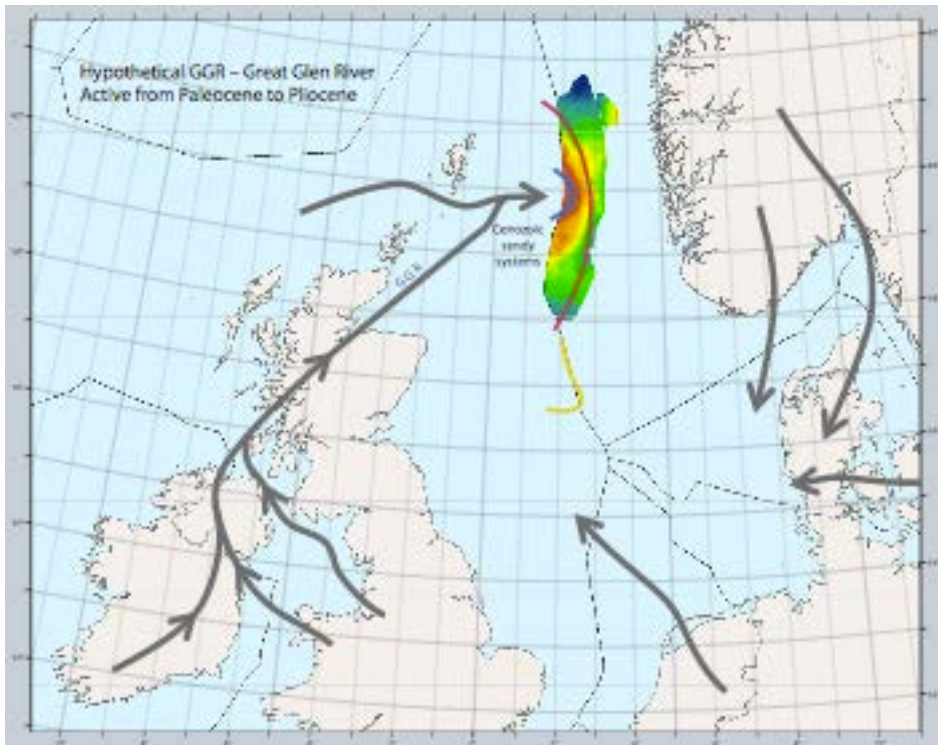 Hypothetical GGR – Great Glen River
Active from Paleocene to Pliocene
Cenozoic
sandy
systems
GGR